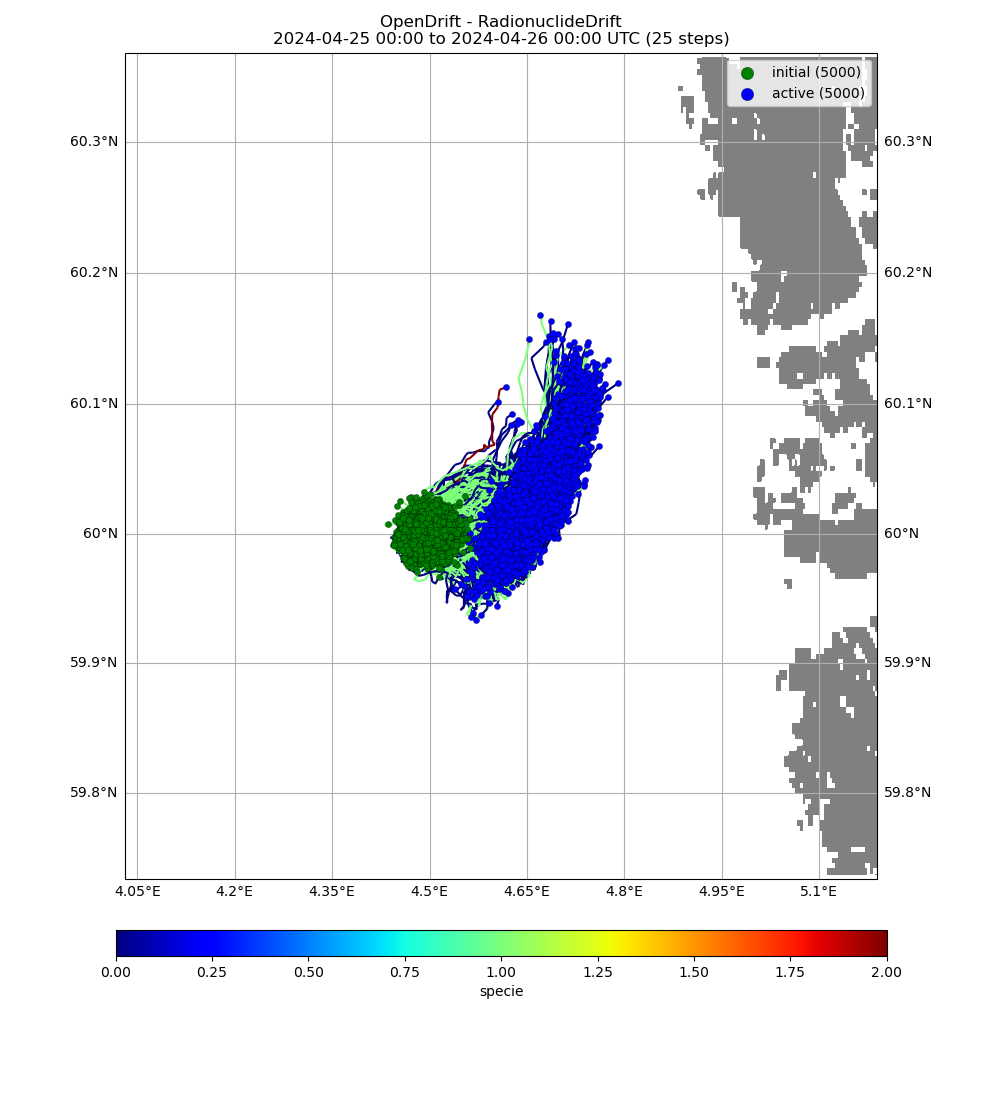 OpenDrift - RadionuclideDrift
2024-04-25 00:00 to 2024-04-26 00:00 UTC (25 steps)
initial (5000)
active (5000)
60.3°N 60.3°N
60.2°N 60.2°N
60.1°N 60.1°N
60°N 60°N
59.9°N 59.9°N
59.8°N 59.8°N
4.05°E 4.2°E 4.35°E 4.5°E 4.65°E 4.8°E 4.95°E 5.1°E
0.00 0.25 0.50 0.75 1.00 1.25 1.50 1.75 2.00
specie